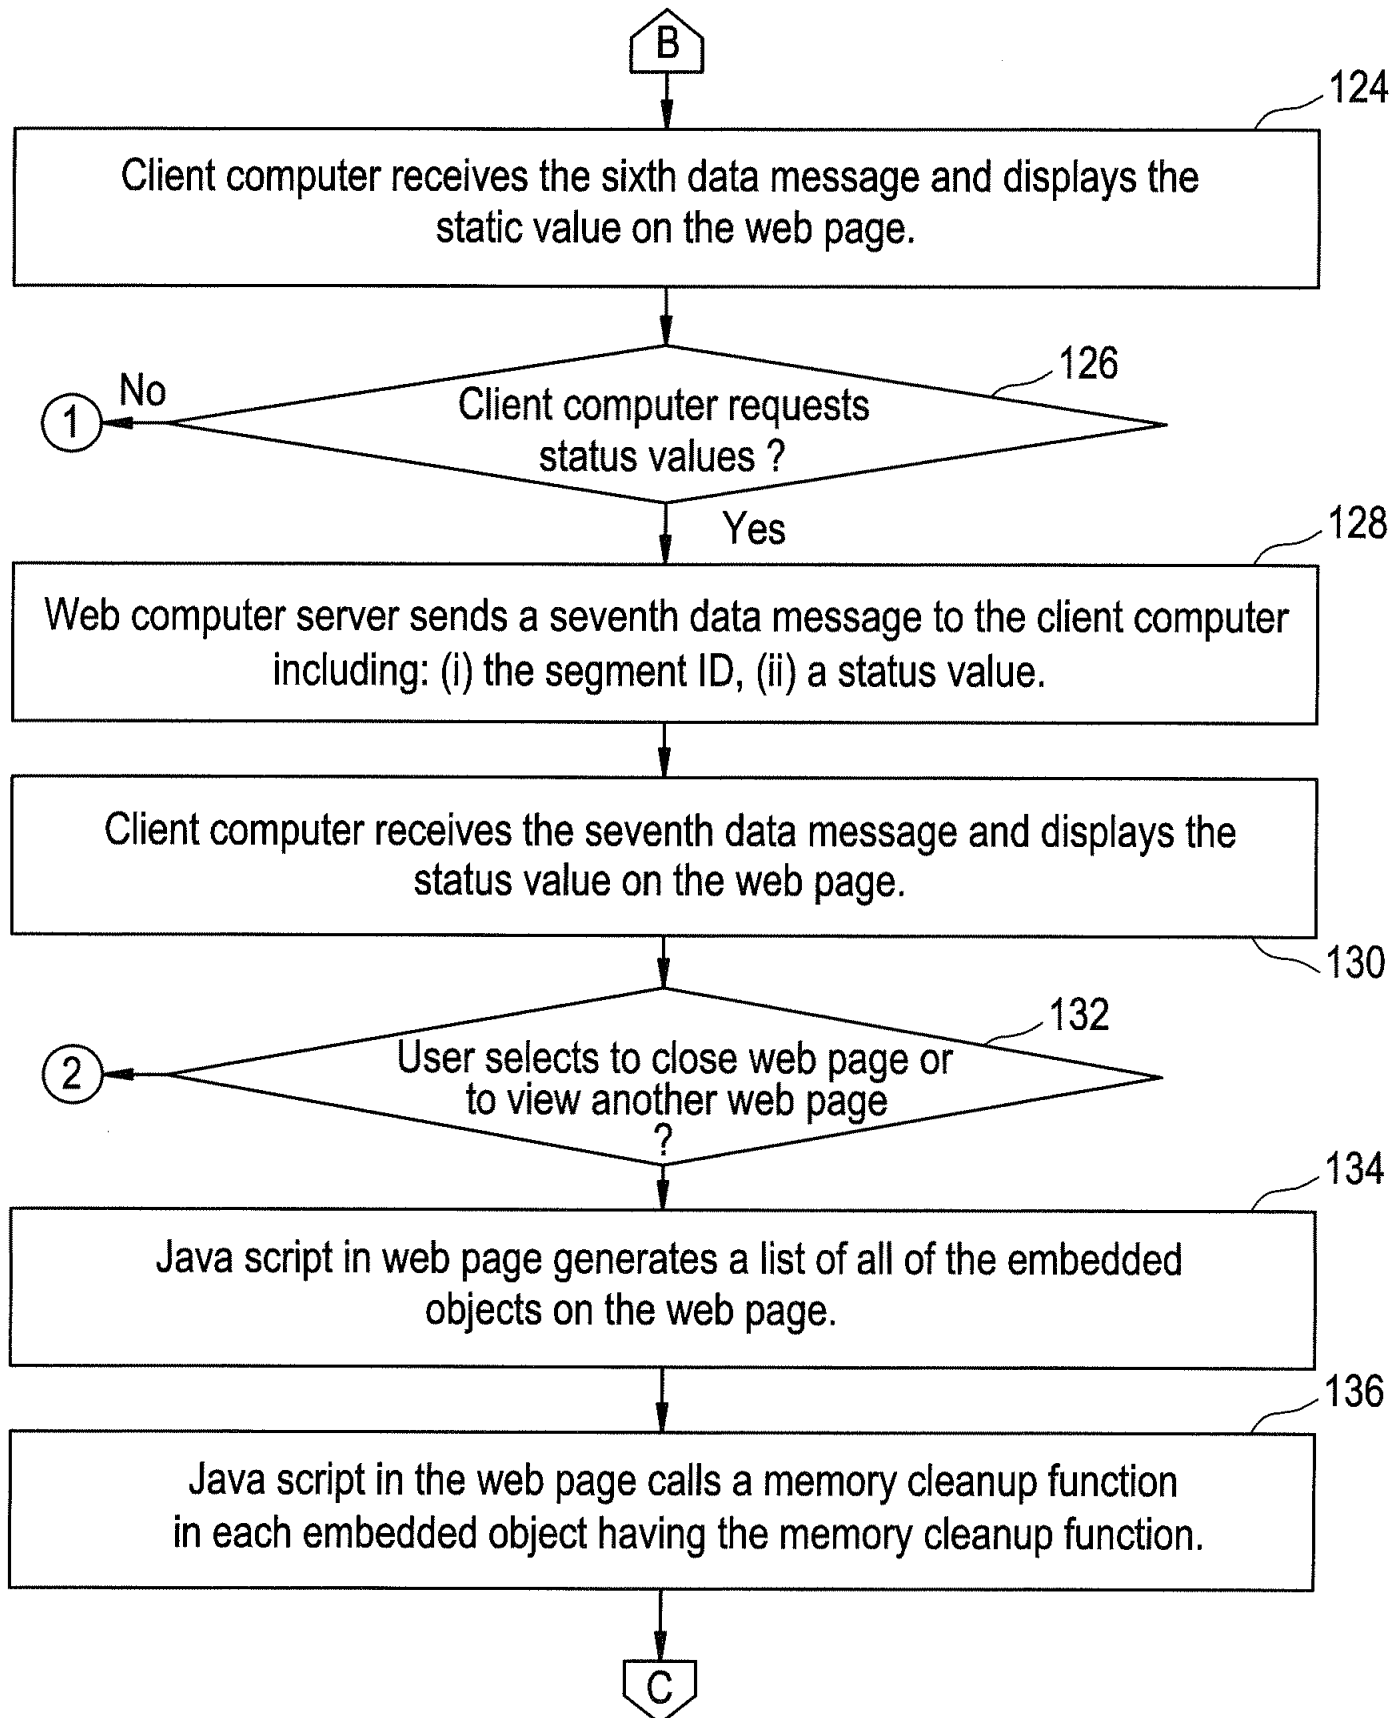 B
124
Client computer receives the sixth data message and displays the
static value on the web page.
126
No
1
Client computer requests
status values ?
Yes
128
Web computer server sends a seventh data message to the client computer
including: (i) the segment ID, (ii) a status value.
Client computer receives the seventh data message and displays the
status value on the web page.
130
132
2
User selects to close web page or
to view another web page
?
134
Java script in web page generates a list of all of the embedded
objects on the web page.
136
Java script in the web page calls a memory cleanup function
in each embedded object having the memory cleanup function.
C